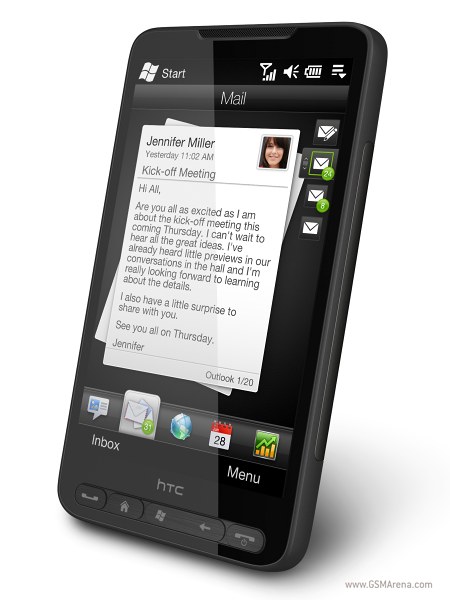 Start
Mail
Jennifer Miller
Yesterday 11:02 AM
Kick-off Meeting
24
Hi All,
8
Are you all as excited as I am
about the kick-off meeting this
coming Thursday. I can't wait to
hear all the great ideas. I've
already heard little previews in our
conversations in the hall and I'm
really looking forward to learning
about the details.
I also have a little surprise to
share with you.
See you all on Thursday.
Jennifer
Outlook 1/20
31
28
Inbox
Menu
hTC
www.GSMArena.com